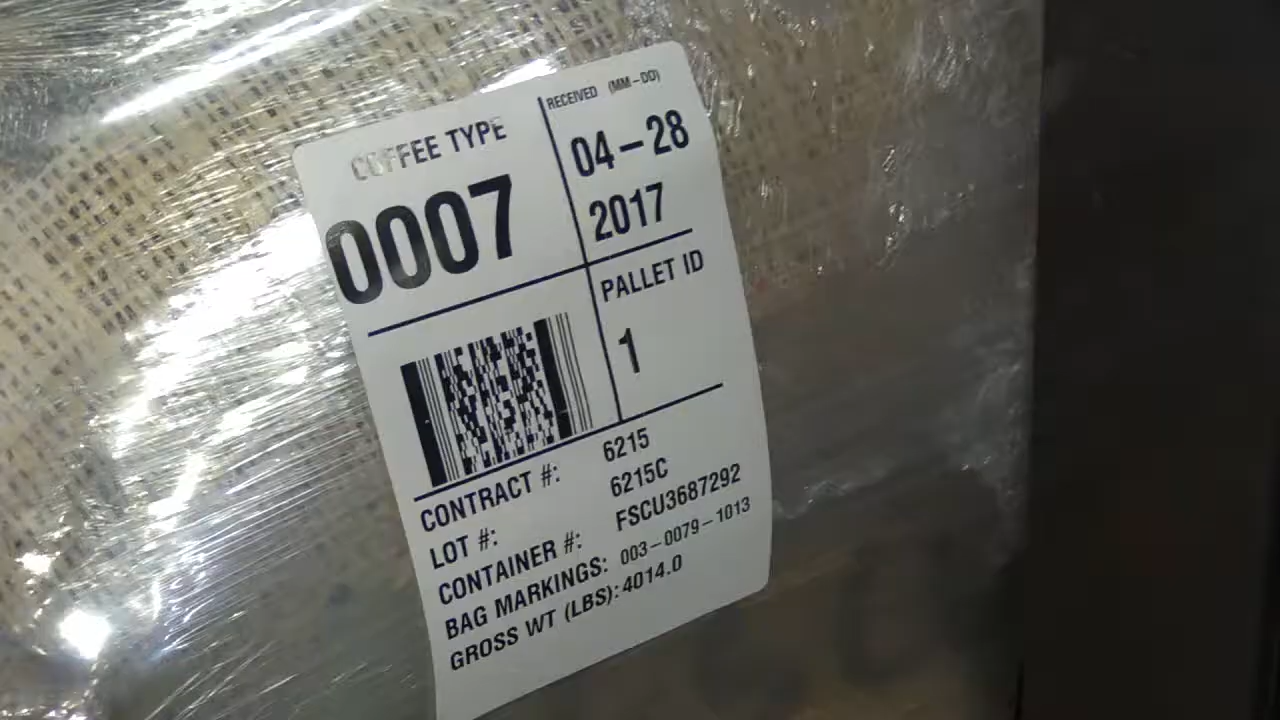 COFFEE TYPE
0007
RECEIVED (MM-DD)
04-28
2017
PALLET ID
1
CONTRACT #: 6215
LOT #: 6215C
CONTAINER #: FSCU3687292
BAG MARKINGS: 003-0079-1013
GROSS WT (LBS): 4014.0